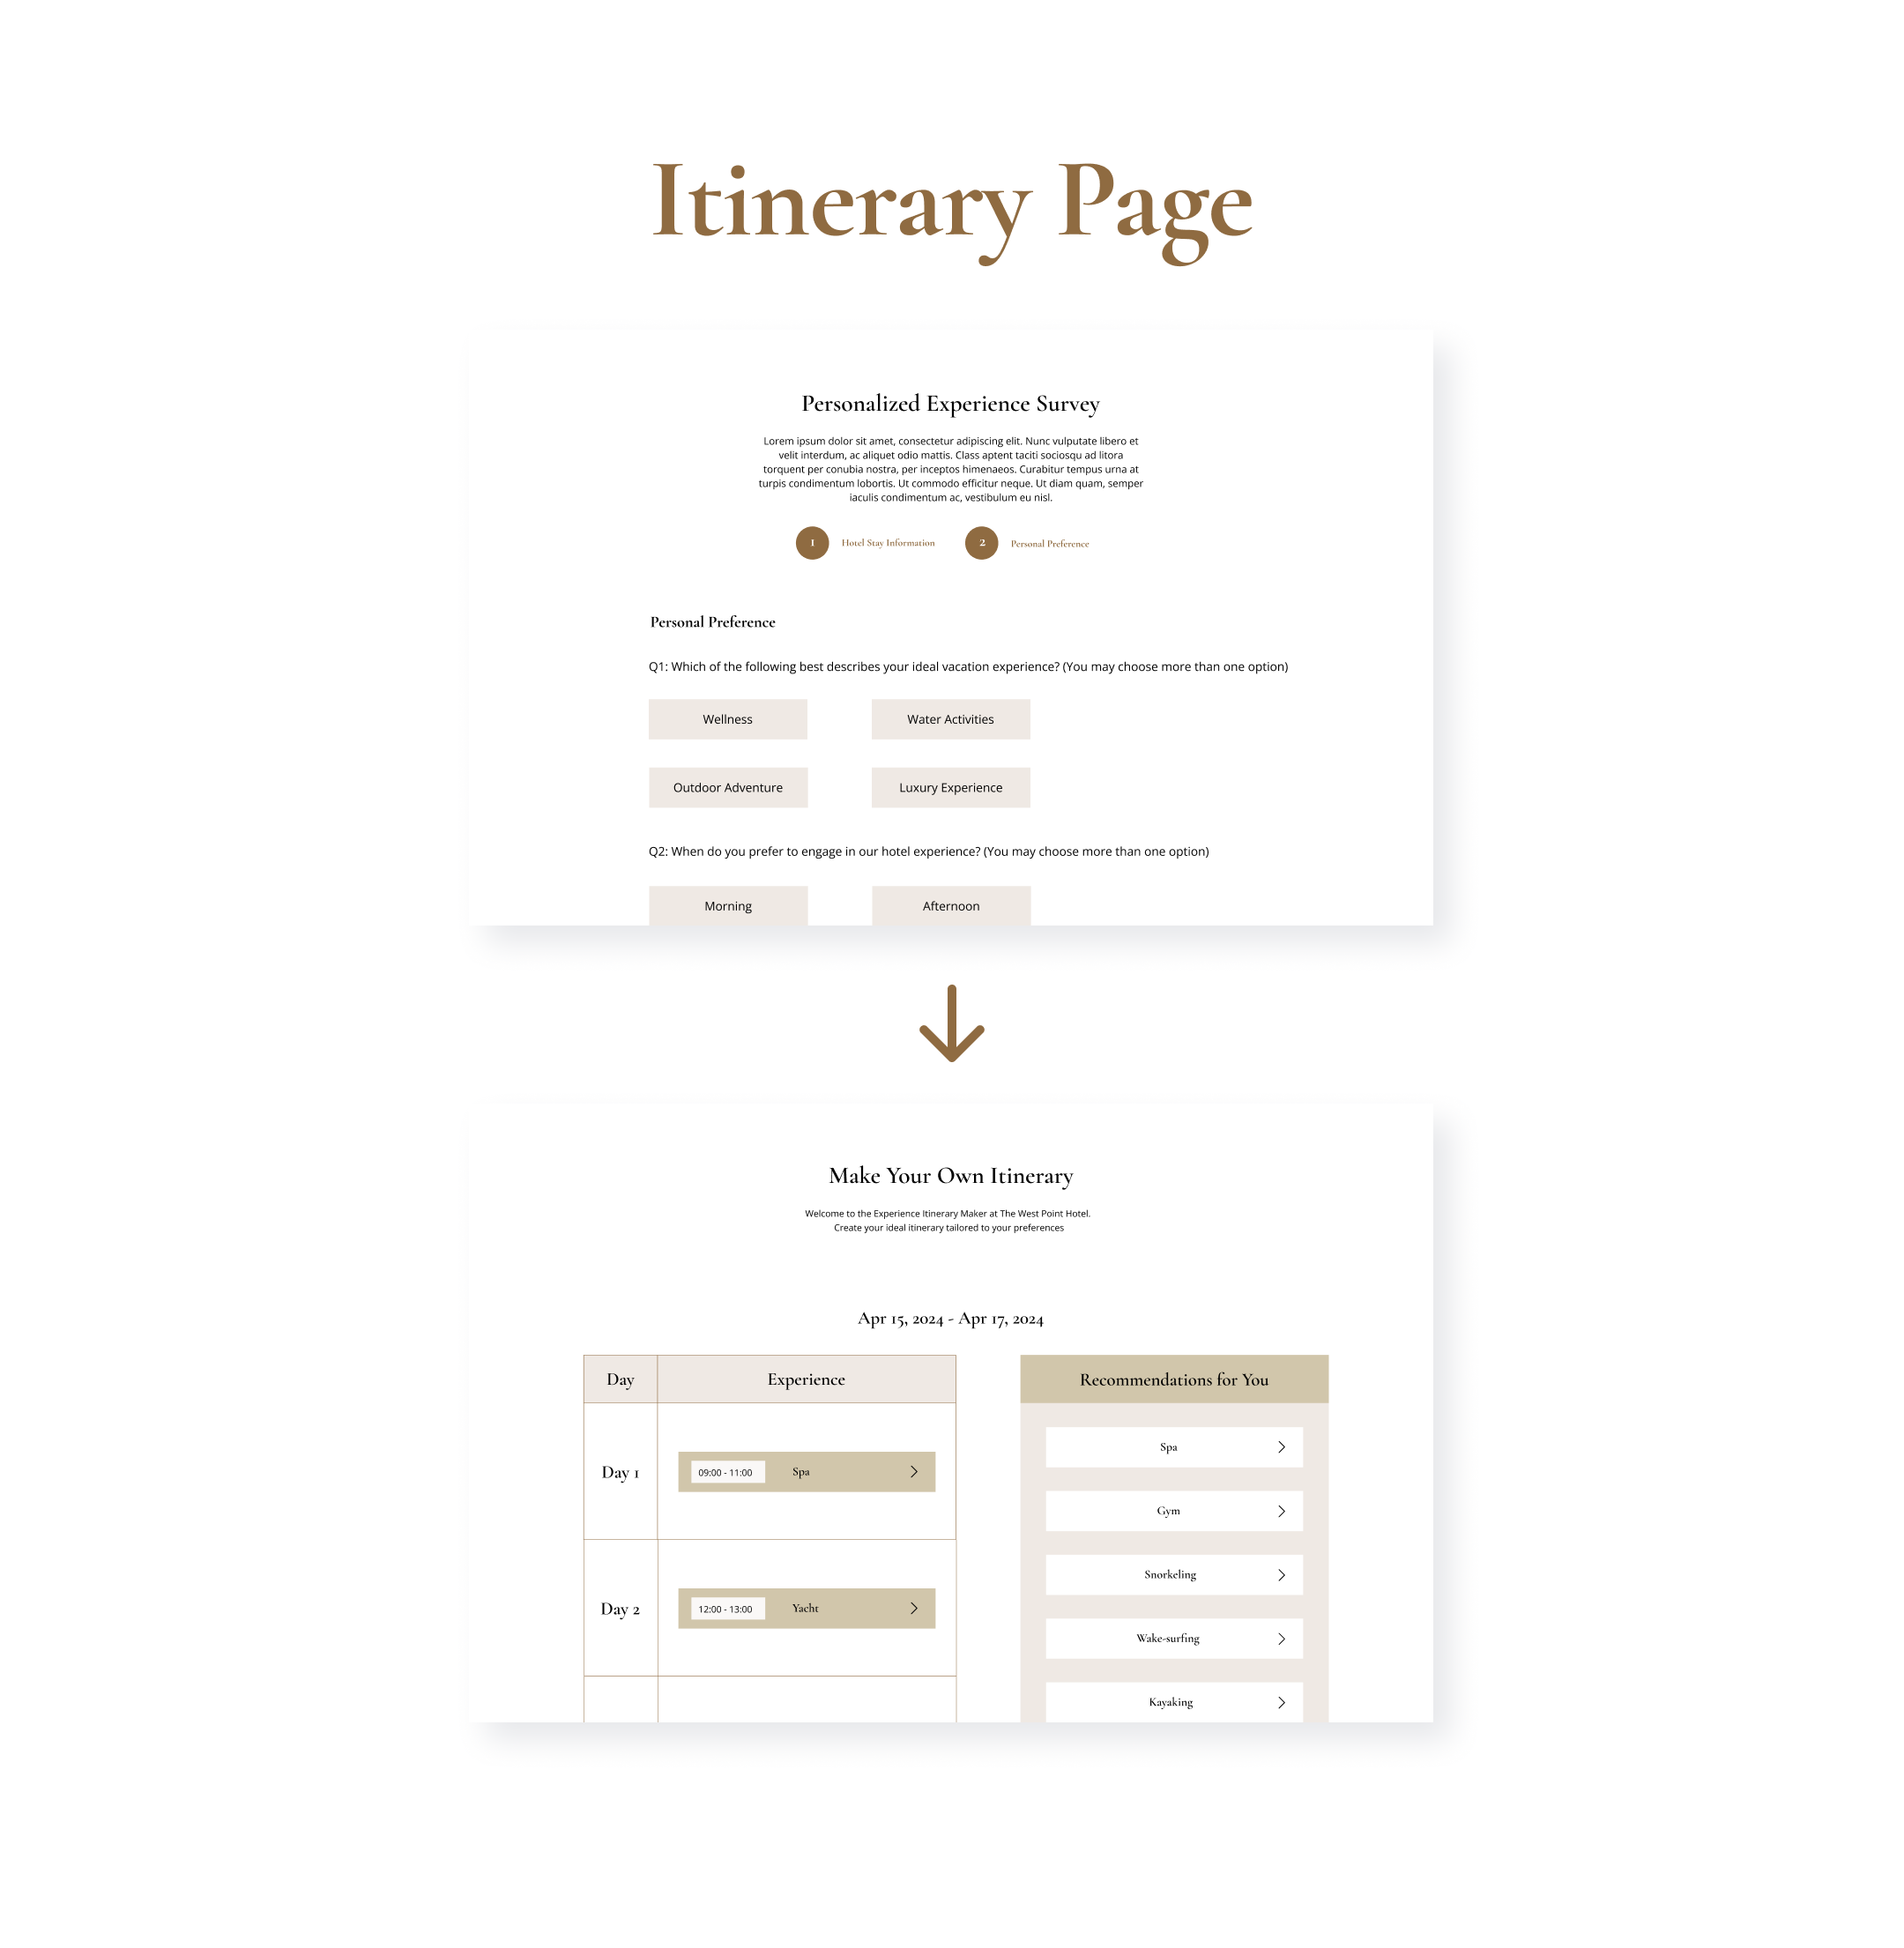 Itinerary Page
Personalized Experience Survey
Lorem ipsum dolor sit amet, consectetur adipiscing elit. Nunc vulputate libero et
velit interdum, ac aliquet odio mattis. Class aptent taciti sociosqu ad litora
torquent per conubia nostra, per inceptos himenaeos. Curabitur tempus urna at
turpis condimentum lobortis. Ut commodo efficitur neque. Ut diam quam, semper
iaculis condimentum ac, vestibulum eu nisl.
1 Hotel Stay Information 2 Personal Preference
Personal Preference
Q1: Which of the following best describes your ideal vacation experience? (You may choose more than one option)
Wellness Water Activities
Outdoor Adventure Luxury Experience
Q2: When do you prefer to engage in our hotel experience? (You may choose more than one option)
Morning Afternoon
Make Your Own Itinerary
Welcome to the Experience Itinerary Maker at The West Point Hotel.
Create your ideal itinerary tailored to your preferences
Apr 15, 2024 - Apr 17, 2024
Day Experience
Day 1 09:00 - 11:00 Spa
Day 2 12:00 - 13:00 Yacht
Recommendations for You
Spa
Gym
Snorkeling
Wake-surfing
Kayaking